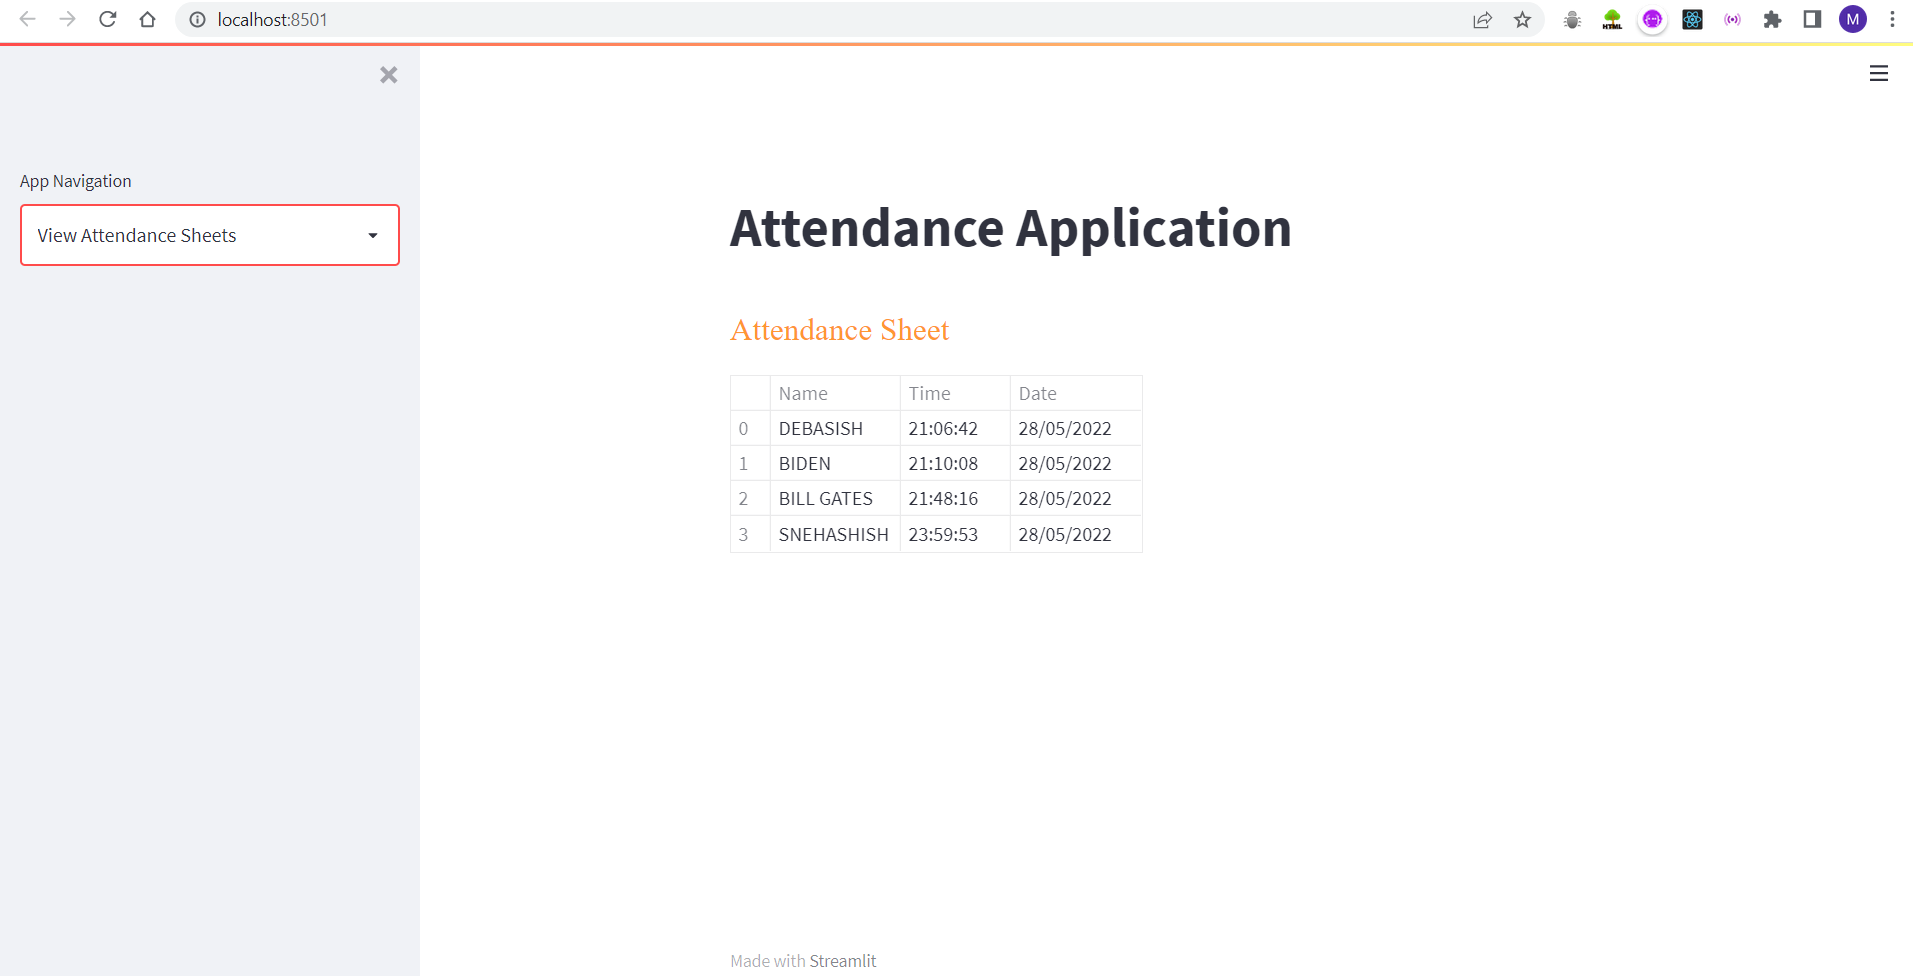 localhost:8501
HTML
M
App Navigation
View Attendance Sheets
Attendance Application
Attendance Sheet
Name Time Date
0 DEBASISH 21:06:42 28/05/2022
1 BIDEN 21:10:08 28/05/2022
2 BILL GATES 21:48:16 28/05/2022
3 SNEHASHISH 23:59:53 28/05/2022
Made with Streamlit